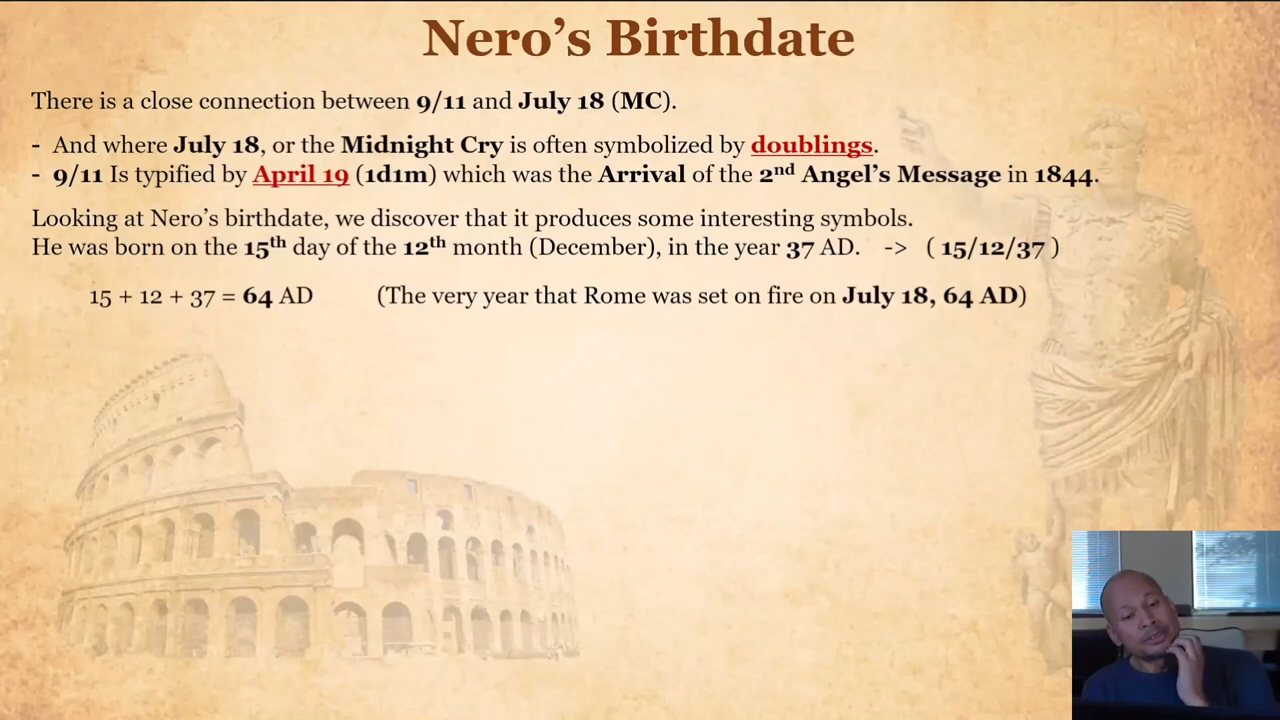 Nero’s Birthdate
There is a close connection between 9/11 and July 18 (MC).
- And where July 18, or the Midnight Cry is often symbolized by doublings.
- 9/11 Is typified by April 19 (1d1m) which was the Arrival of the 2nd Angel’s Message in 1844.
Looking at Nero’s birthdate, we discover that it produces some interesting symbols.
He was born on the 15th day of the 12th month (December), in the year 37 AD. -> ( 15/12/37 )
15 + 12 + 37 = 64 AD (The very year that Rome was set on fire on July 18, 64 AD)